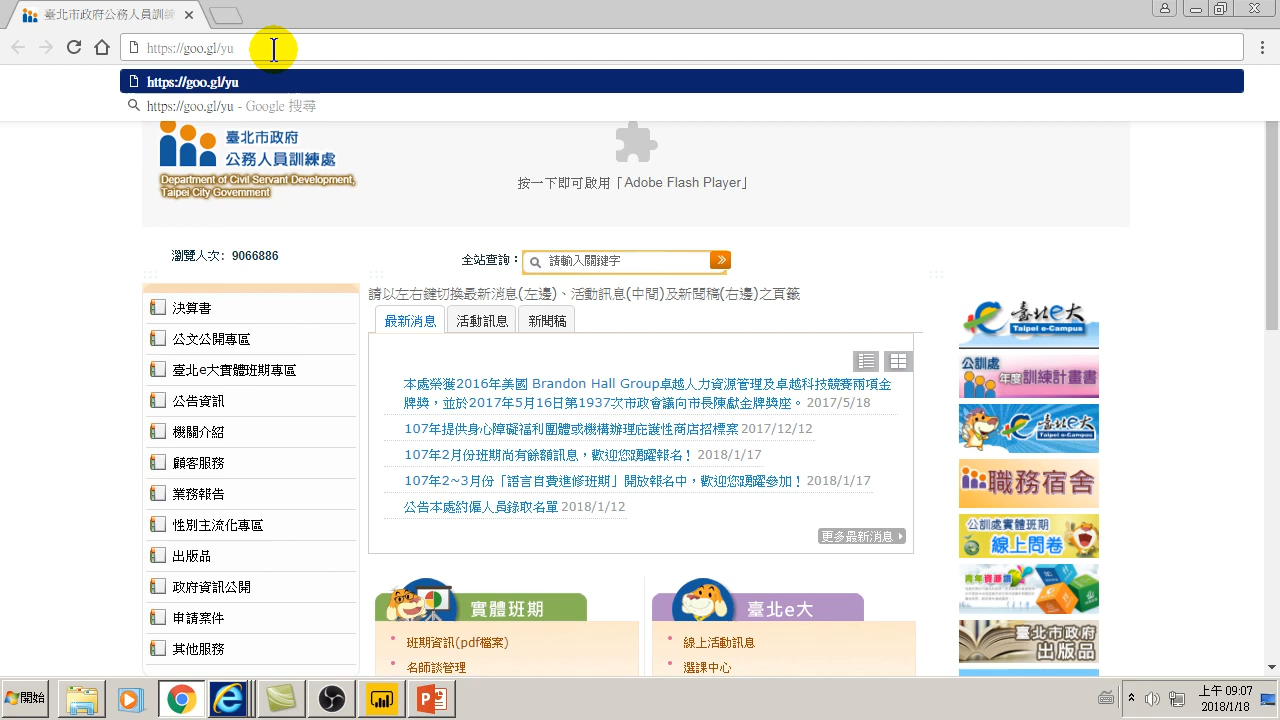 臺北市政府公務人員訓練
https://goo.gl/yu
https://goo.gl/yu
https://goo.gl/yu - Google 搜尋
臺北市政府
公務人員訓練處
Department of Civil Servant Development,
Taipei City Government
按一下即可啟用「Adobe Flash Player」
瀏覽人次: 9066886
全站查詢：
請輸入關鍵字
請以左右鍵切換最新消息(左邊)、活動訊息(中間)及新聞稿(右邊)之頁籤
最新消息
活動訊息
新聞稿
決算書
公文公開專區
臺北e大實體班期專區
公告資訊
機關介紹
顧客服務
業務報告
性別主流化專區
出版品
政府資訊公開
申請案件
其他服務
本處榮獲2016年美國 Brandon Hall Group卓越人力資源管理及卓越科技競賽兩項金
牌獎，並於2017年5月16日第1937次市政會議向市長陳獻金牌獎座。 2017/5/18
107年提供身心障礙福利團體或機構辦理庇護性商店招標案 2017/12/12
107年2月份班期尚有餘額訊息，歡迎您踴躍報名！ 2018/1/17
107年2~3月份「語言自費進修班期」開放報名中，歡迎您踴躍參加！ 2018/1/17
公告本處約僱人員錄取名單 2018/1/12
更多最新消息
實體班期
班期資訊(pdf檔案)
名師談管理
臺北e大
線上活動訊息
選課中心
臺北e大
Taipei e-Campus
公訓處
年度訓練計畫書
臺北e大
Taipei e-Campus
職務宿舍
公訓處實體班期
線上問卷
青年資源讚
臺北市政府
出版品
開始
上午 09:07
2018/1/18